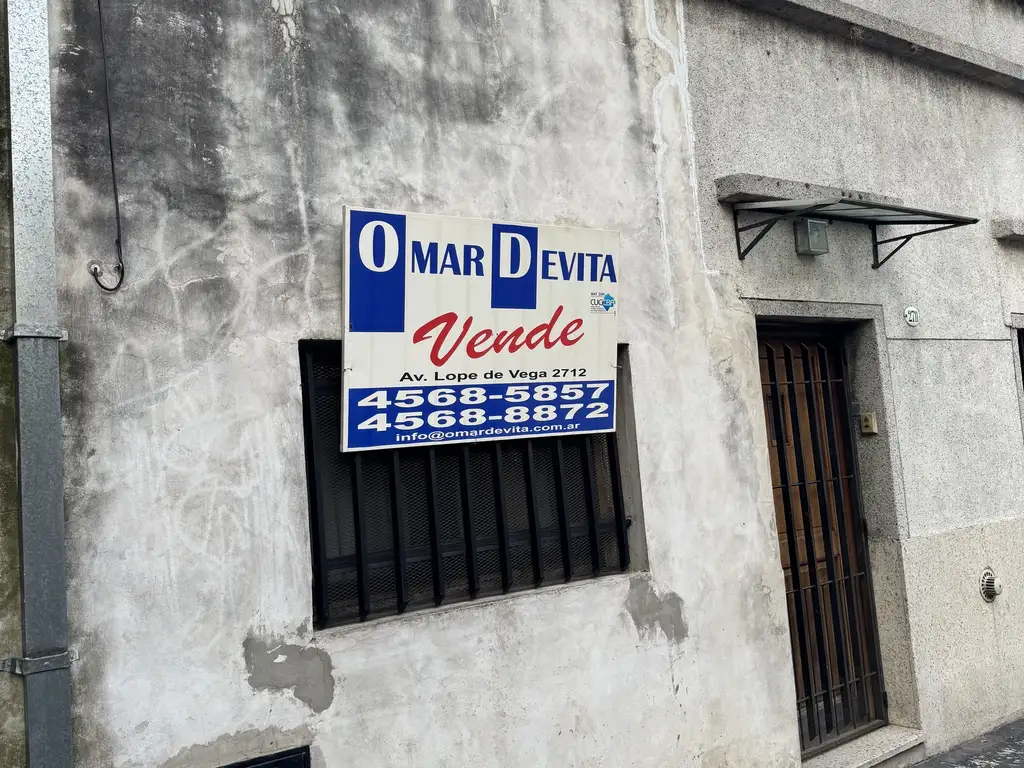 OMAR DEVITA
Vende
Av. Lope de Vega 2712
4568-5857
4568-8872
info@omardevita.com.ar